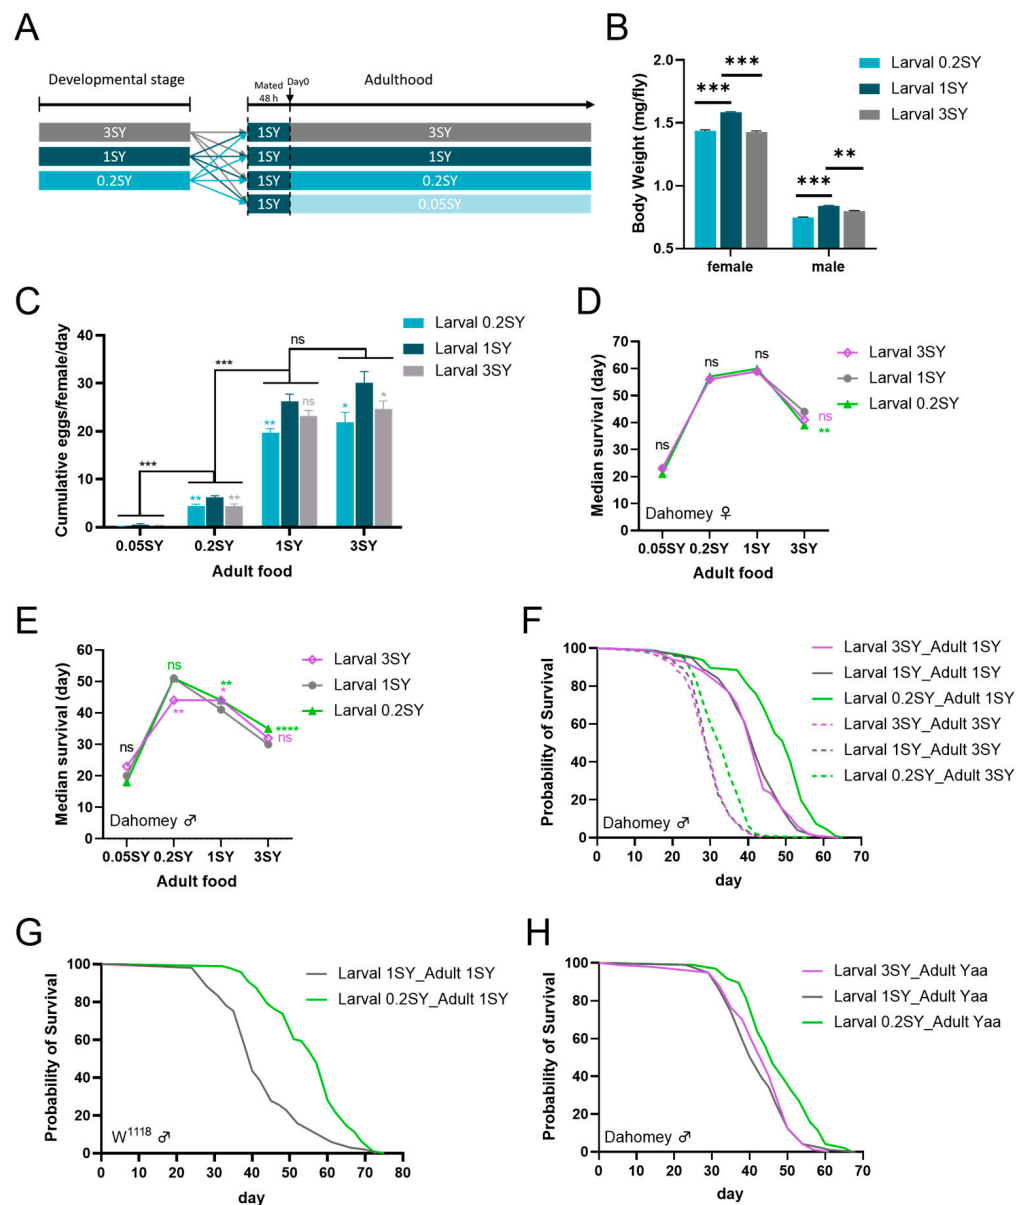 A
Developmental stage
Mated
48 h
Day0
Adulthood
3SY
1SY
3SY
1SY
1SY
1SY
0.2SY
1SY
0.2SY
1SY
0.05SY
B
Body Weight (mg/fly)
2.0
1.5
1.0
0.5
***
***
***
**
female
male
Larval 0.2SY
Larval 1SY
Larval 3SY
C
Cumulative eggs/female/day
40
30
20
10
0
***
***
ns
** **
** ns
* *
0.05SY 0.2SY 1SY 3SY
Adult food
Larval 0.2SY
Larval 1SY
Larval 3SY
D
Median survival (day)
70
60
50
40
30
20
10
0
ns
ns
ns
ns
**
Dahomey ♀
0.05SY 0.2SY 1SY 3SY
Adult food
Larval 3SY
Larval 1SY
Larval 0.2SY
E
Median survival (day)
60
50
40
30
20
10
0
ns
ns
**
**
*
****
ns
Dahomey ♂
0.05SY 0.2SY 1SY 3SY
Adult food
Larval 3SY
Larval 1SY
Larval 0.2SY
F
Probability of Survival
100
80
60
40
20
0
Dahomey ♂
0 10 20 30 40 50 60 70
day
Larval 3SY_Adult 1SY
Larval 1SY_Adult 1SY
Larval 0.2SY_Adult 1SY
Larval 3SY_Adult 3SY
Larval 1SY_Adult 3SY
Larval 0.2SY_Adult 3SY
G
Probability of Survival
100
80
60
40
20
0
W¹¹¹⁸ ♂
0 10 20 30 40 50 60 70 80
day
Larval 1SY_Adult 1SY
Larval 0.2SY_Adult 1SY
H
Probability of Survival
100
80
60
40
20
0
Dahomey ♂
0 10 20 30 40 50 60 70
day
Larval 3SY_Adult Yaa
Larval 1SY_Adult Yaa
Larval 0.2SY_Adult Yaa